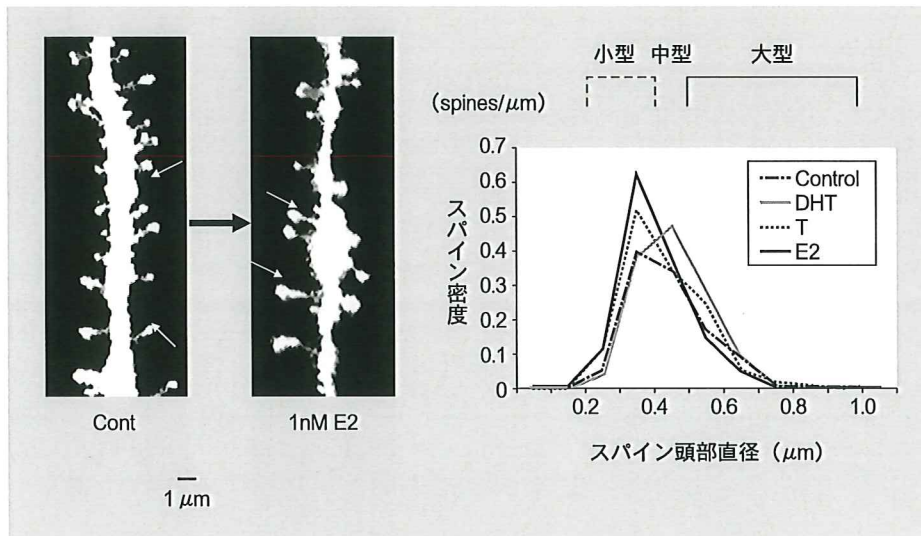 Cont
1nM E2
1 μm
小型
中型
大型
(spines/μm)
スパイン密度
0.7
0.6
0.5
0.4
0.3
0.2
0.1
0
0.2
0.4
0.6
0.8
1.0
スパイン頭部直径（μm）
Control
DHT
T
E2